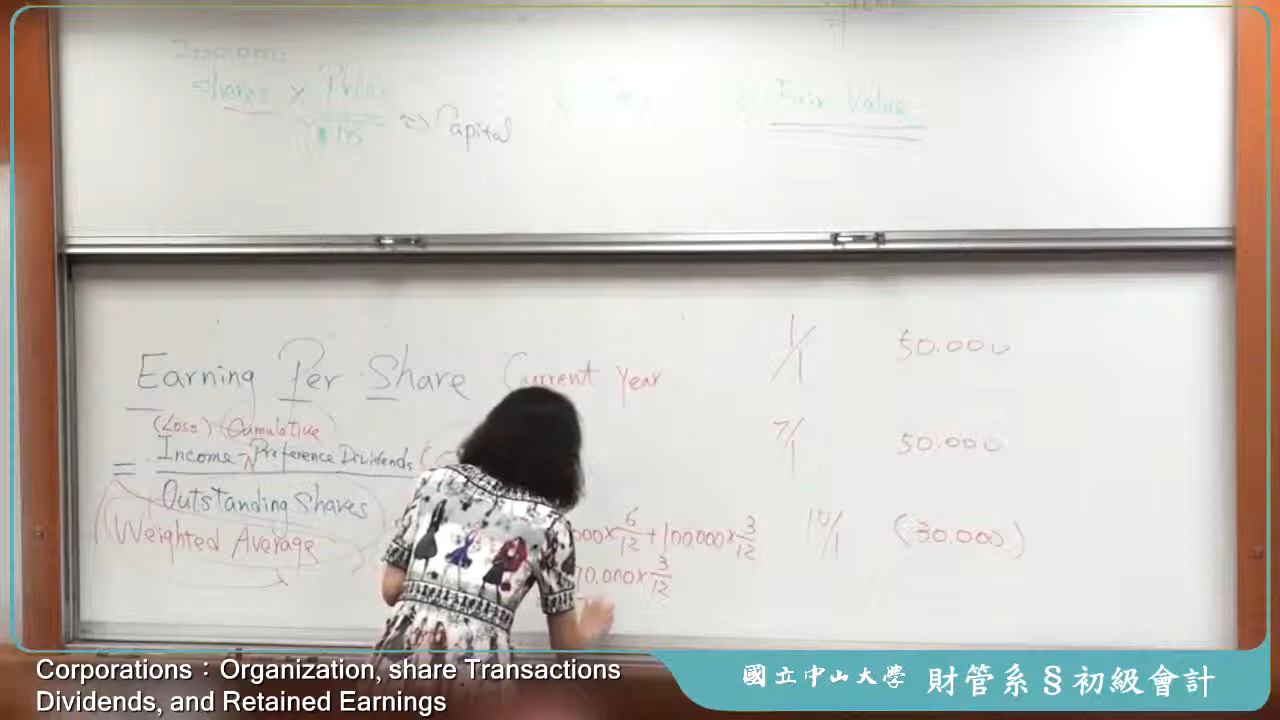 shares × Price
10
⇒ Capital
Fair Value
Earning Per Share Current Year
(Loss) Cumulative
= Income - Preference Dividends (
Outstanding Shares
Weighted Average
000×6/12 + 100,000×3/12
70,000×3/12
1/1 50.000
7/1 50.000
10/1 (30.000)
Corporations：Organization, share Transactions
Dividends, and Retained Earnings
國立中山大學 財管系§初級會計